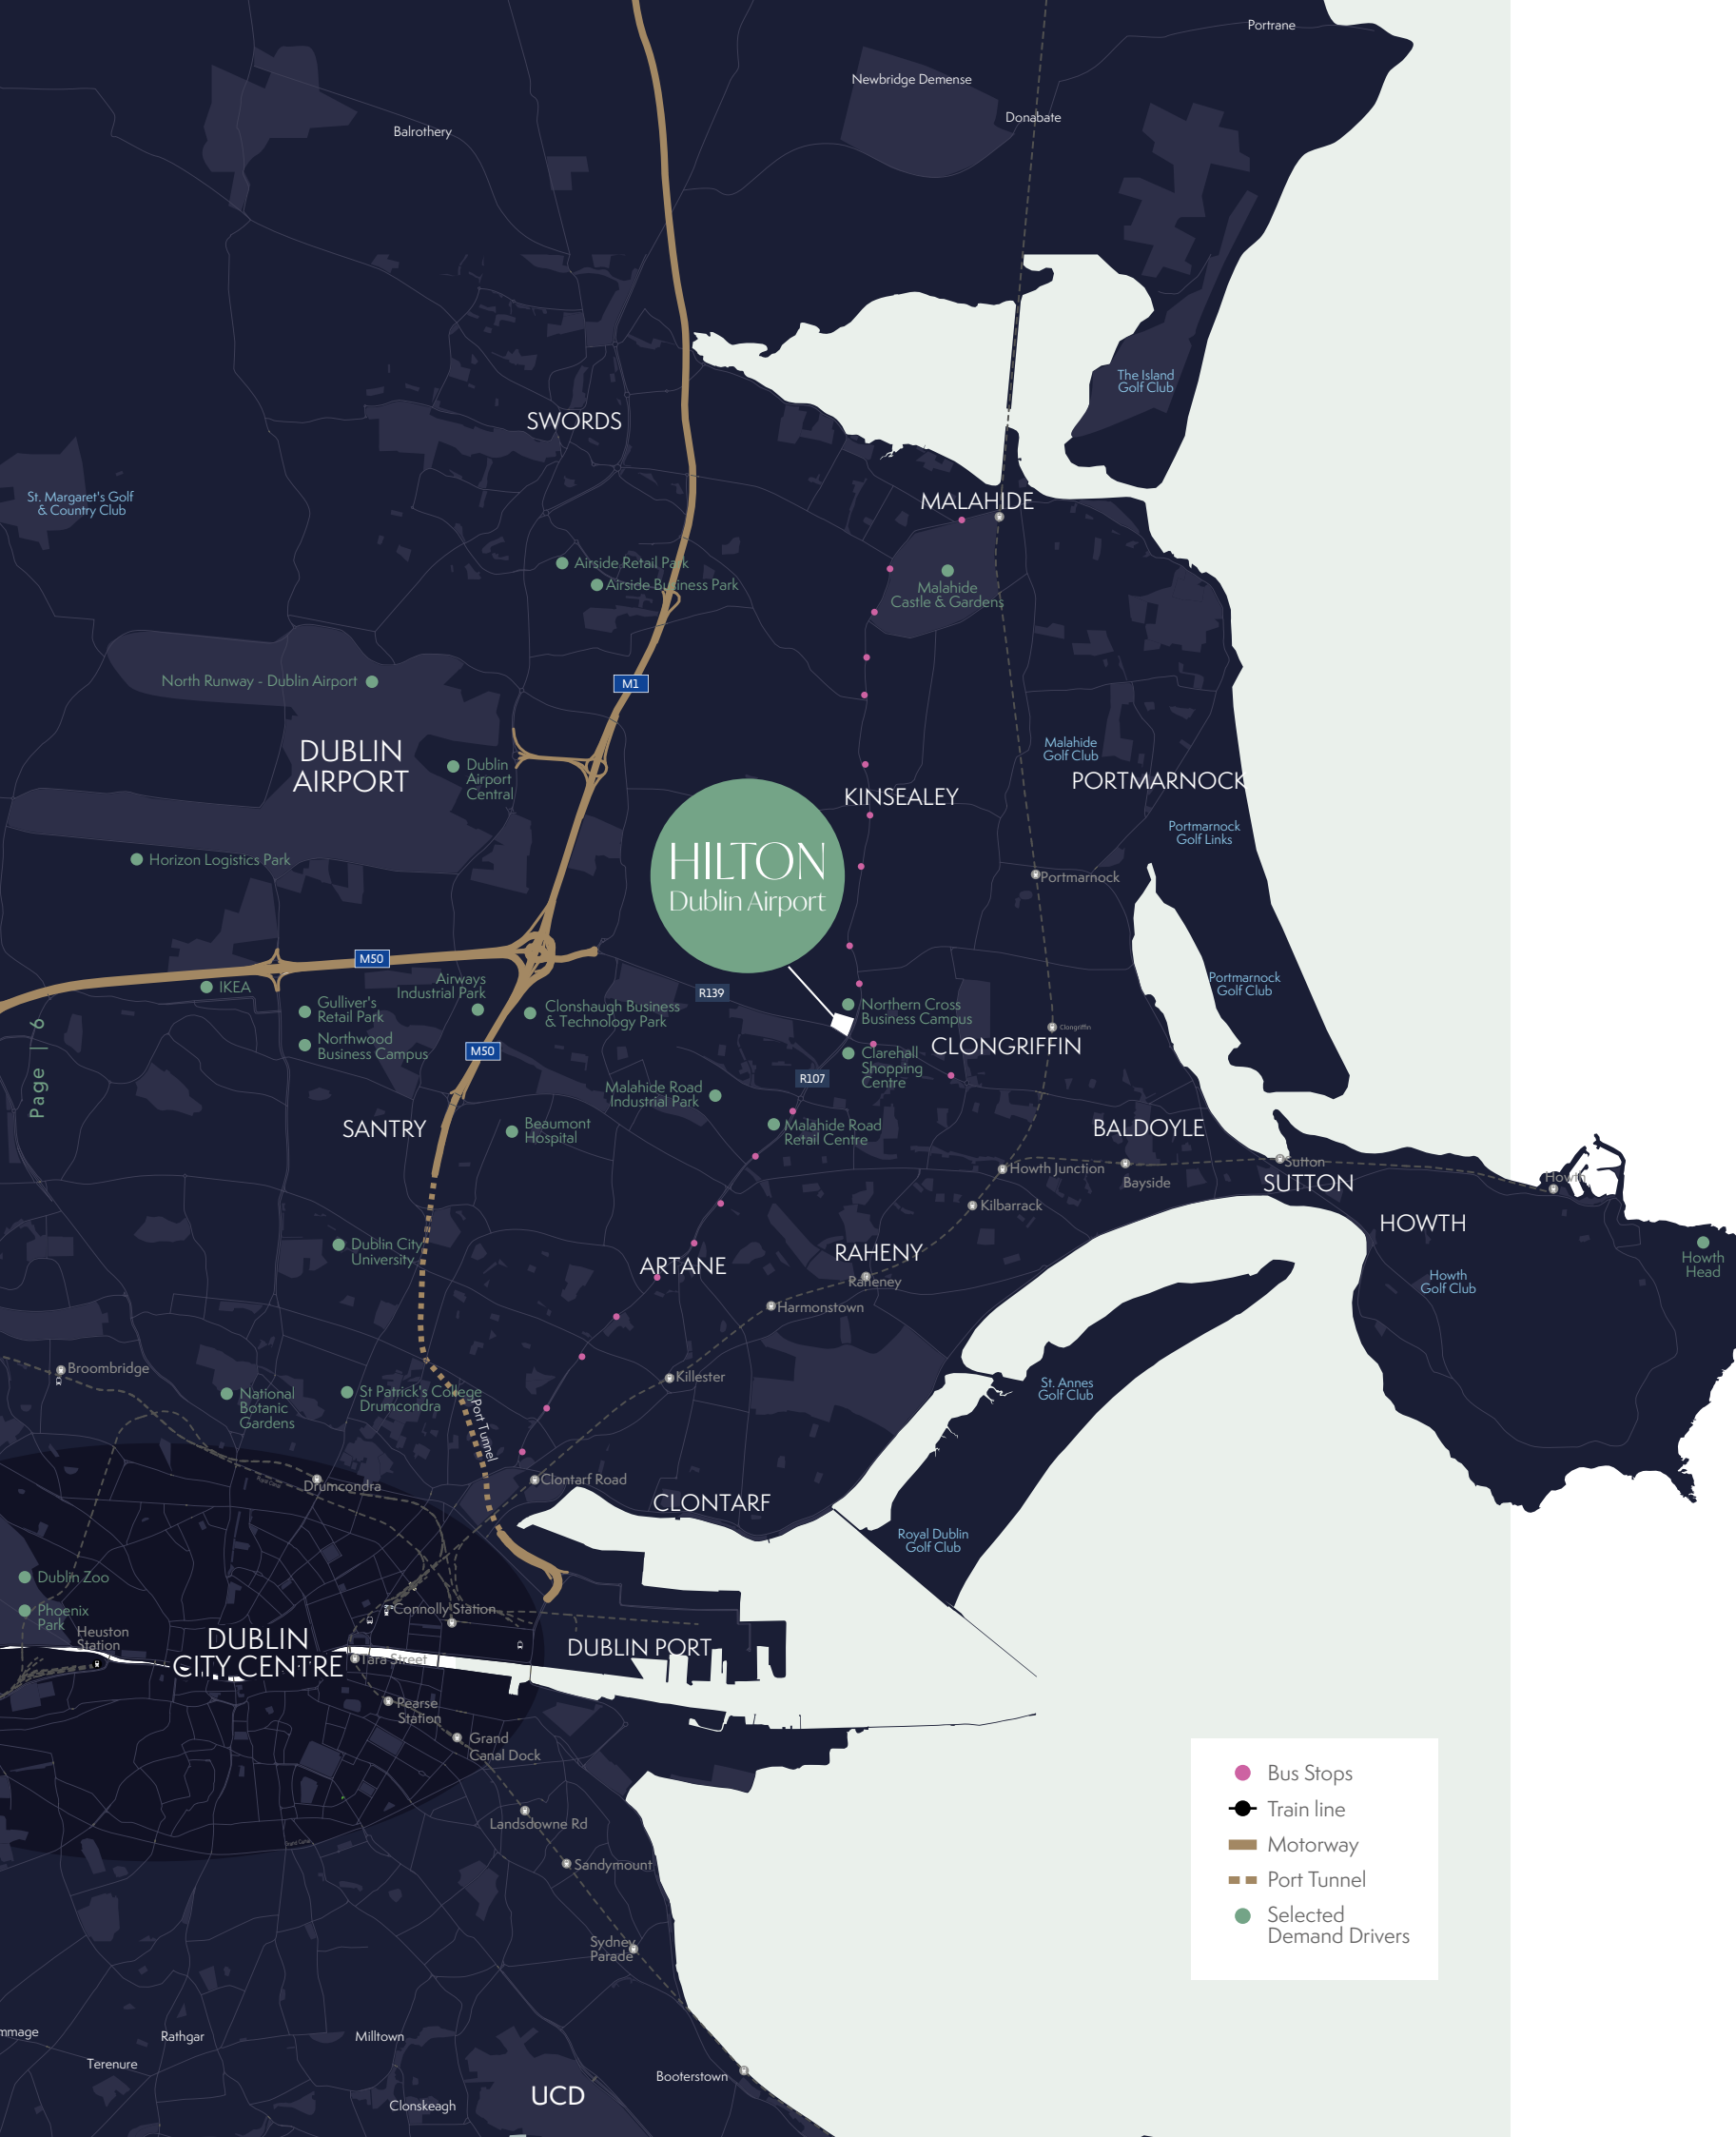 Portrane
Newbridge Demense
Donabate
Balrothery
The Island
Golf Club
SWORDS
St. Margaret's Golf
& Country Club
MALAHIDE
Airside Retail Park
Airside Business Park
Malahide
Castle & Gardens
North Runway - Dublin Airport
M1
DUBLIN
AIRPORT
Dublin
Airport
Central
Malahide
Golf Club
PORTMARNOCK
KINSEALEY
Portmarnock
Golf Links
HILTON
Dublin Airport
Horizon Logistics Park
Portmarnock
M50
Portmarnock
Golf Club
IKEA
Airways
Industrial Park
R139
Gulliver's
Retail Park
Clonshaugh Business
& Technology Park
Northern Cross
Business Campus
Clongriffin
Northwood
Business Campus
M50
CLONGRIFFIN
Clarehall
Shopping
Centre
Page | 6
R107
Malahide Road
Industrial Park
SANTRY
Beaumont
Hospital
Malahide Road
Retail Centre
BALDOYLE
Howth Junction
Bayside
Sutton
SUTTON
Howth
Kilbarrack
HOWTH
Dublin City
University
ARTANE
RAHENY
Raheney
Howth
Golf Club
Howth
Head
Harmonstown
Broombridge
Killester
National
Botanic
Gardens
St Patrick's College
Drumcondra
Port Tunnel
St. Annes
Golf Club
Drumcondra
Clontarf Road
CLONTARF
Royal Dublin
Golf Club
Dublin Zoo
Phoenix
Park
Heuston
Station
Connolly Station
DUBLIN
CITY CENTRE
Tara Street
DUBLIN PORT
Pearse
Station
Grand
Canal Dock
Landsdowne Rd
Sandymount
Sydney
Parade
Bus Stops
Train line
Motorway
Port Tunnel
Selected
Demand Drivers
mmage
Rathgar
Milltown
Terenure
Booterstown
UCD
Clonskeagh